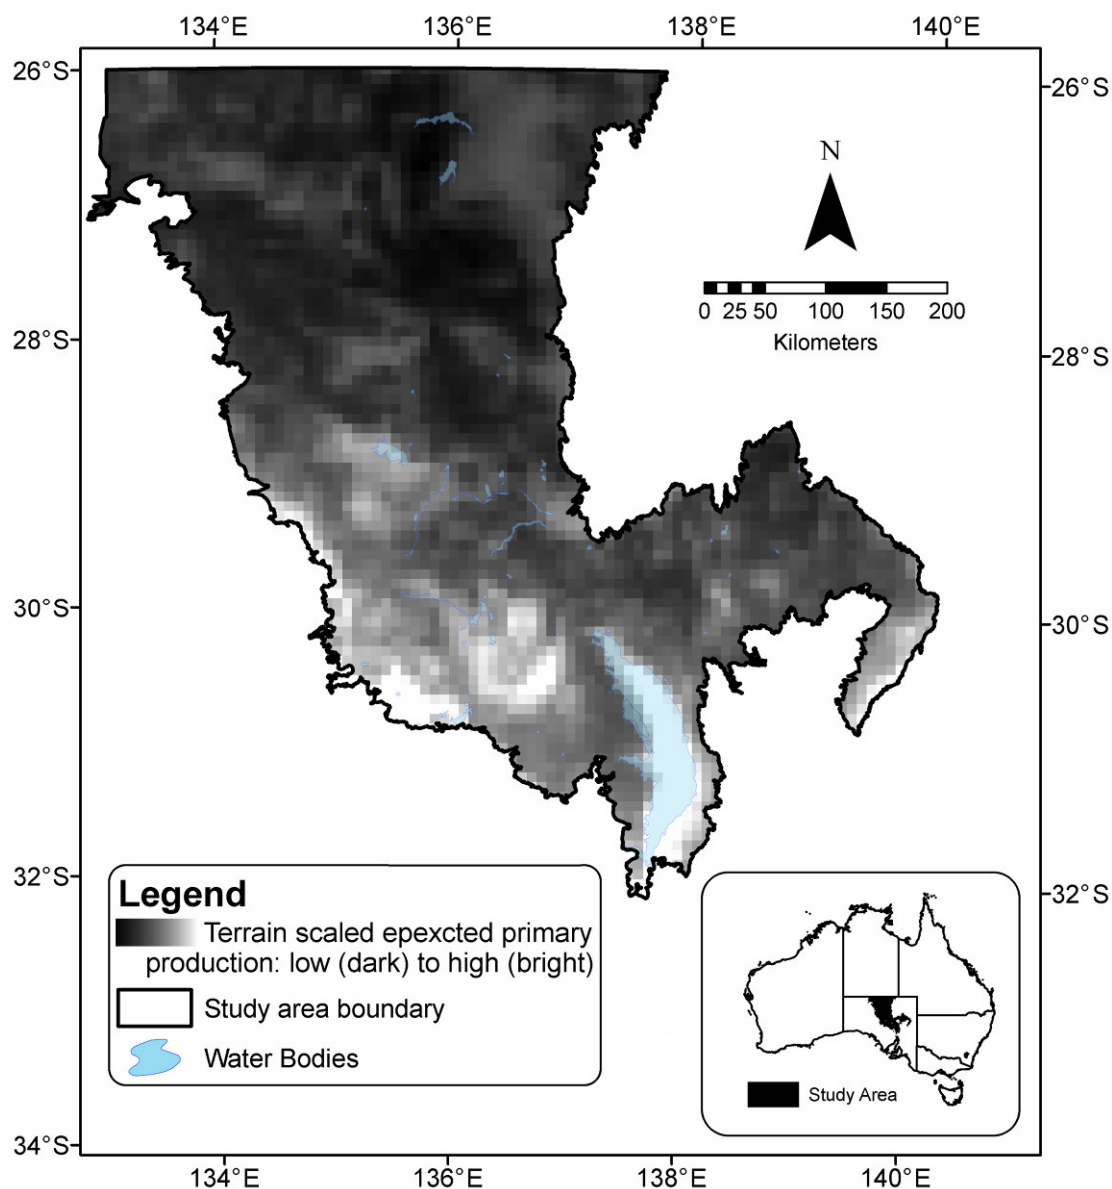 134°E 136°E 138°E 140°E
26°S
26°S
N
0 25 50 100 150 200
Kilometers
28°S
28°S
30°S
30°S
32°S
32°S
Legend
Terrain scaled epexcted primary
production: low (dark) to high (bright)
Study area boundary
Water Bodies
Study Area
34°S
134°E 136°E 138°E 140°E